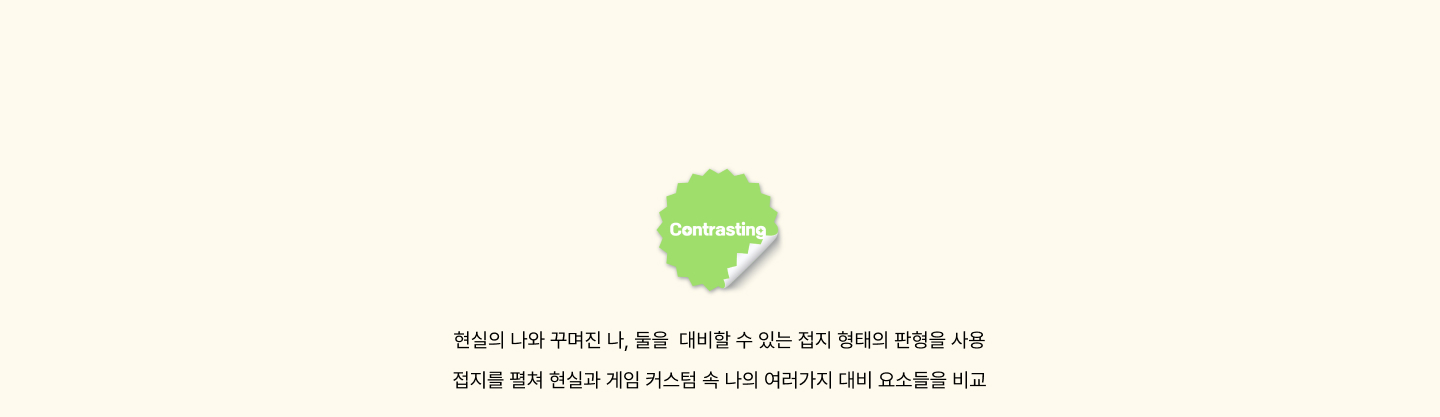 Contrasting
현실의 나와 꾸며진 나, 둘을  대비할 수 있는 접지 형태의 판형을 사용
접지를 펼쳐 현실과 게임 커스텀 속 나의 여러가지 대비 요소들을 비교